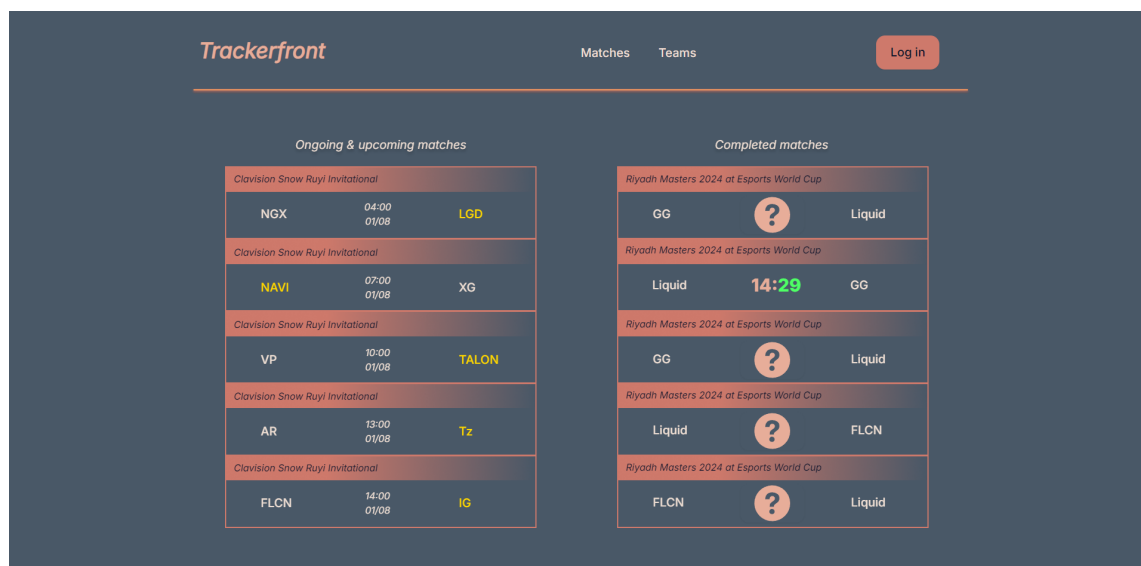 Trackerfront
Matches
Teams
Log in
Ongoing & upcoming matches
Clavision Snow Ruyi Invitational
NGX
04:00
01/08
LGD
Clavision Snow Ruyi Invitational
NAVI
07:00
01/08
XG
Clavision Snow Ruyi Invitational
VP
10:00
01/08
TALON
Clavision Snow Ruyi Invitational
AR
13:00
01/08
Tz
Clavision Snow Ruyi Invitational
FLCN
14:00
01/08
IG
Completed matches
Riyadh Masters 2024 at Esports World Cup
GG
?
Liquid
Riyadh Masters 2024 at Esports World Cup
Liquid
14:29
GG
Riyadh Masters 2024 at Esports World Cup
GG
?
Liquid
Riyadh Masters 2024 at Esports World Cup
Liquid
?
FLCN
Riyadh Masters 2024 at Esports World Cup
FLCN
?
Liquid